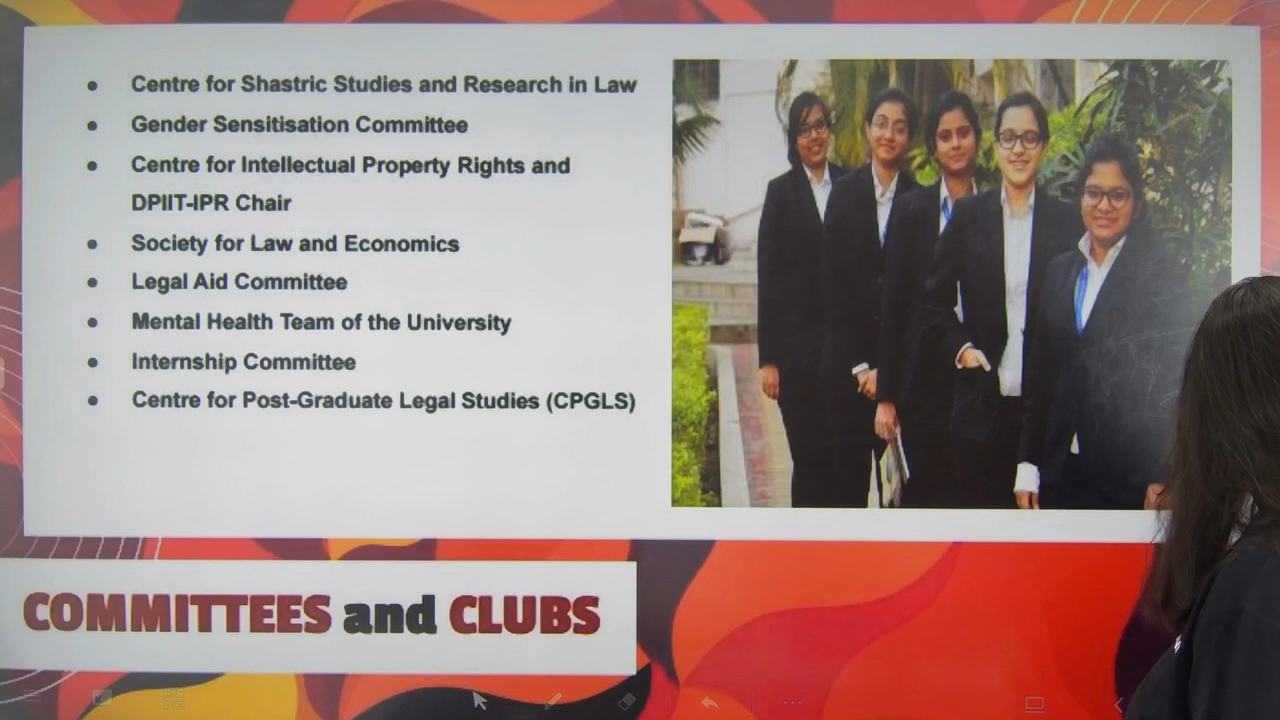 Centre for Shastric Studies and Research in Law
Gender Sensitisation Committee
Centre for Intellectual Property Rights and
DPIIT-IPR Chair
Society for Law and Economics
Legal Aid Committee
Mental Health Team of the University
Internship Committee
Centre for Post-Graduate Legal Studies (CPGLS)
COMMITTEES and CLUBS